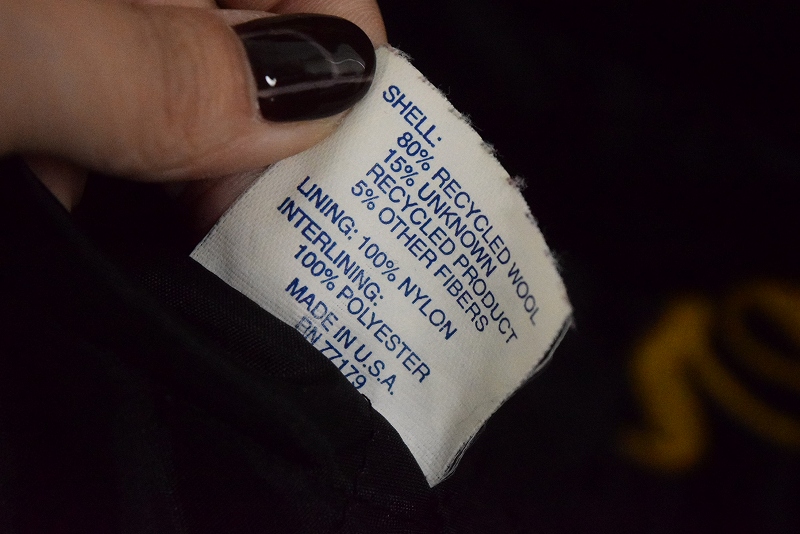 SHELL:
80% RECYCLED WOOL
15% UNKNOWN
RECYCLED PRODUCT
5% OTHER FIBERS
LINING: 100% NYLON
INTERLINING:
100% POLYESTER
MADE IN U.S.A.
RN 77179